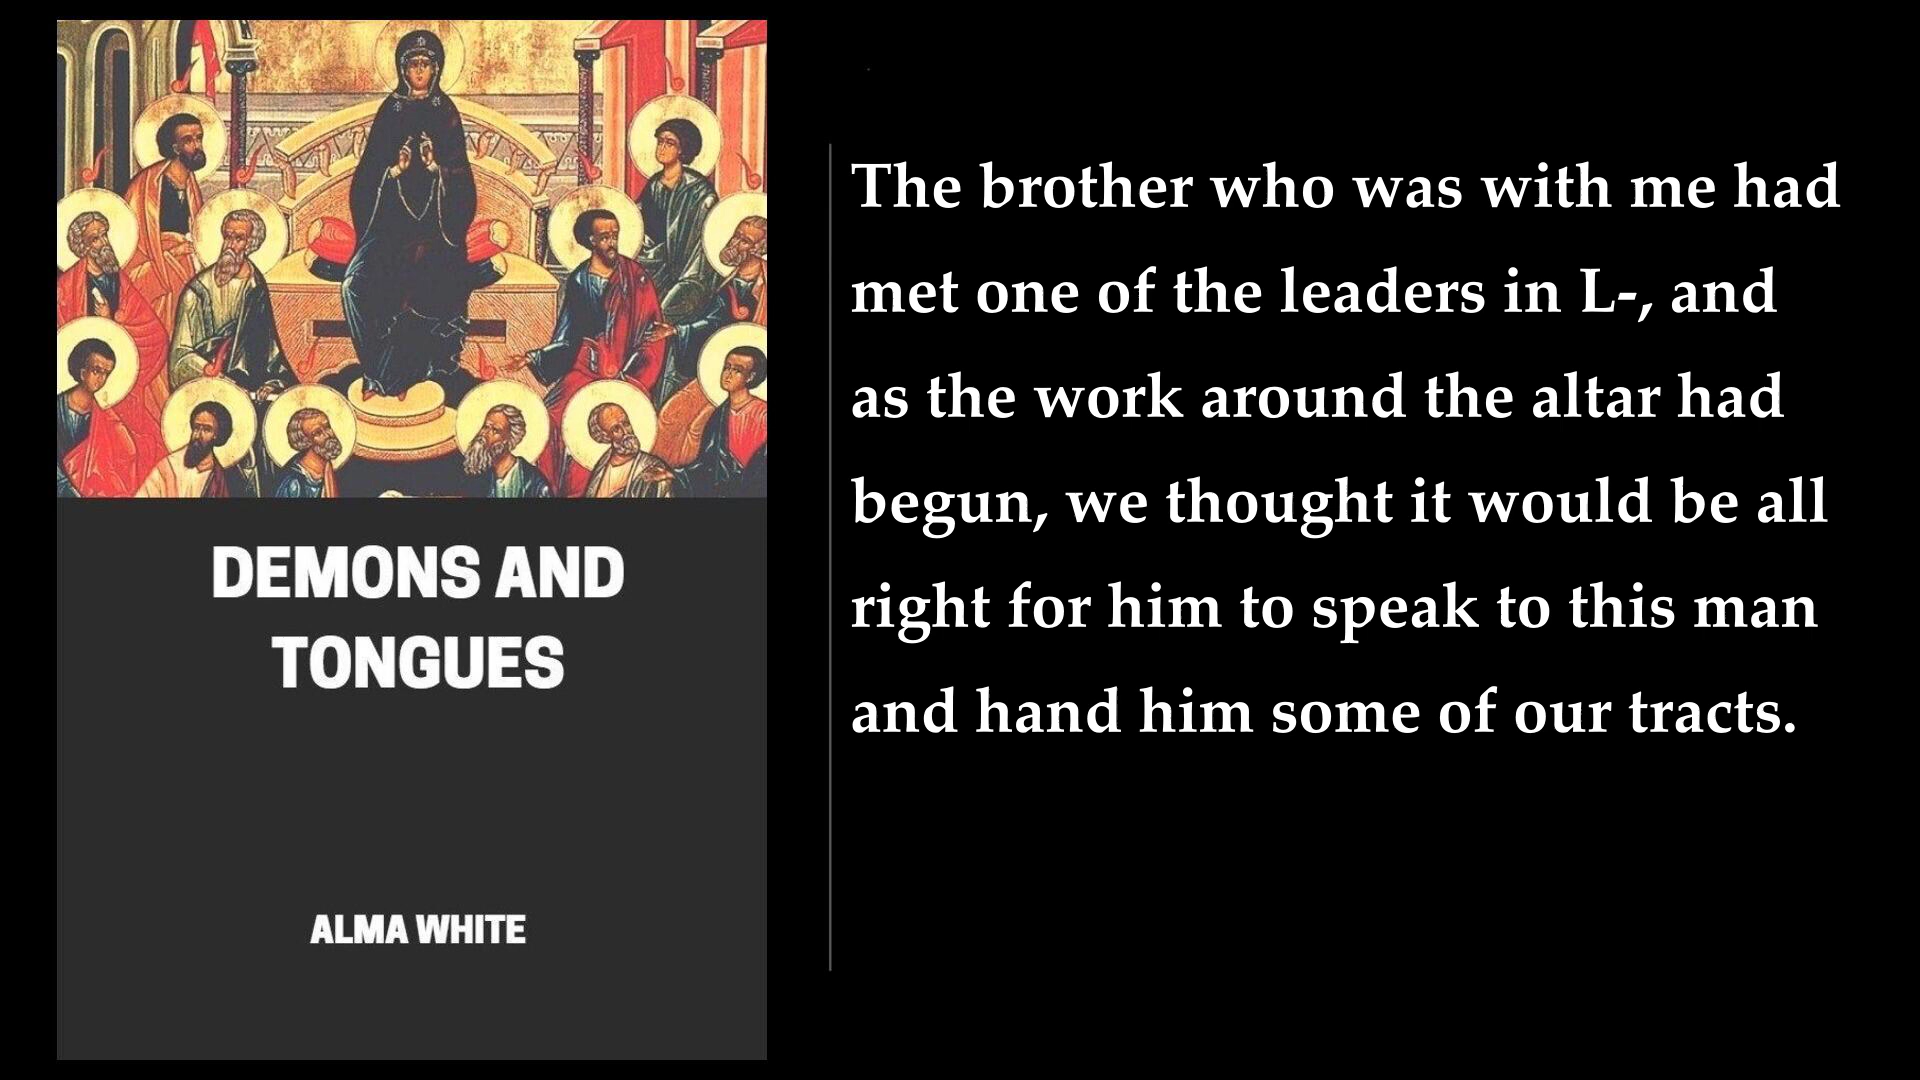 DEMONS AND
TONGUES
ALMA WHITE
The brother who was with me had
met one of the leaders in L-, and
as the work around the altar had
begun, we thought it would be all
right for him to speak to this man
and hand him some of our tracts.